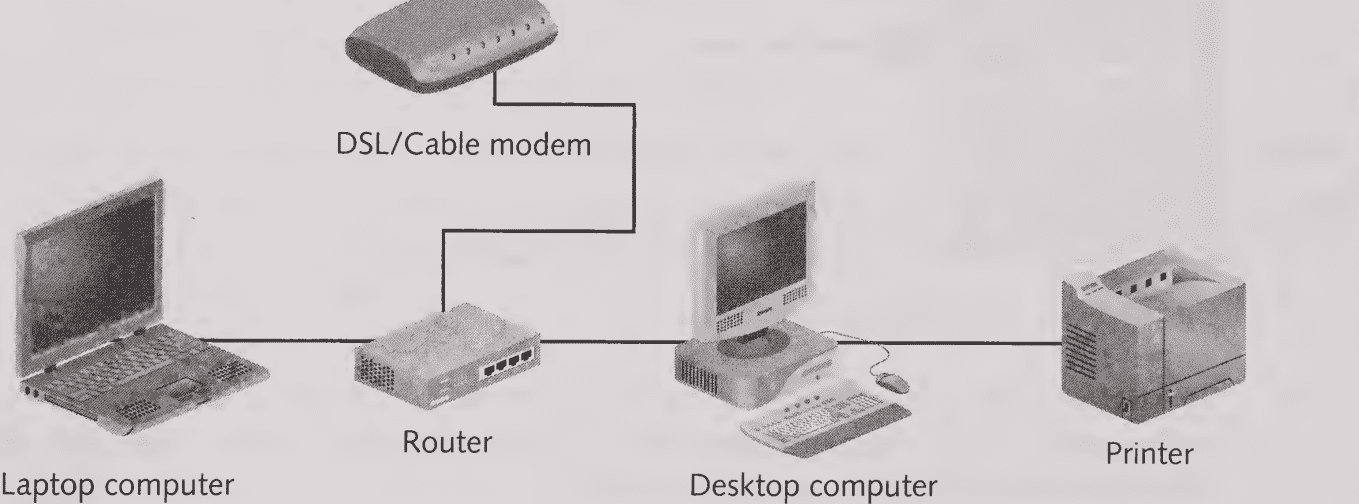 DSL/Cable modem
Router
Printer
Laptop computer
Desktop computer